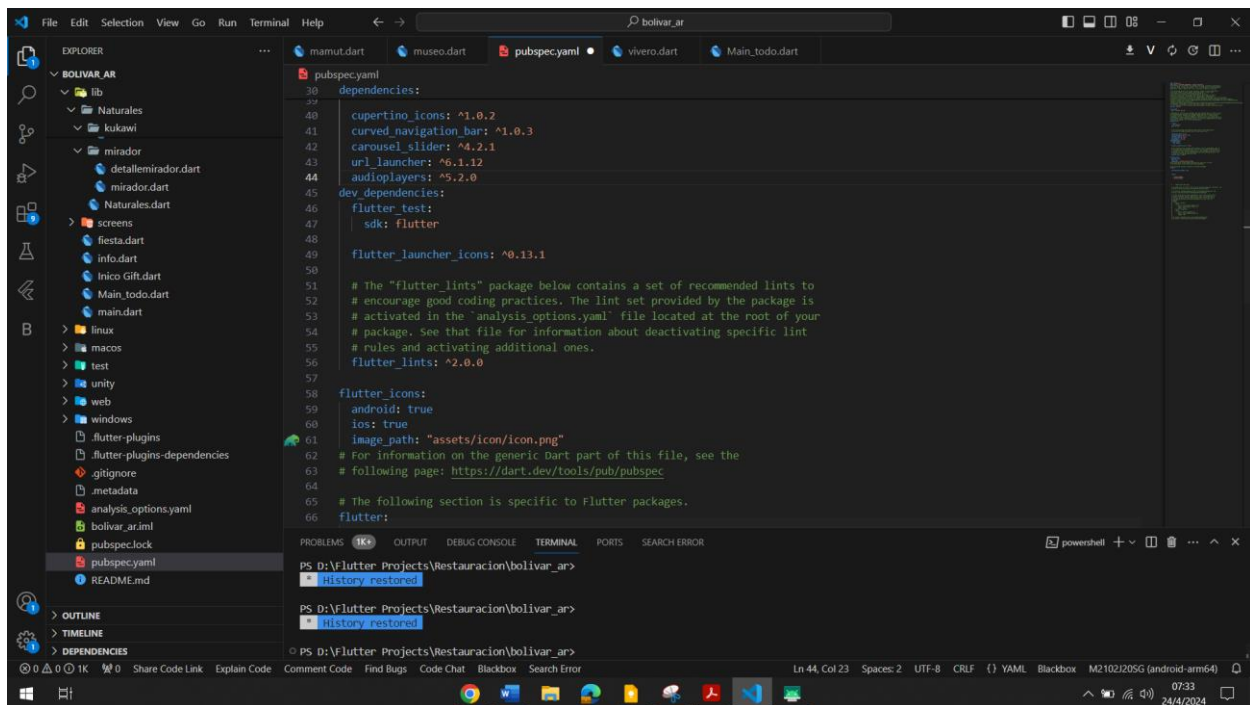 File Edit Selection View Go Run Terminal Help
bolivar_ar
EXPLORER
BOLIVAR_AR
lib
Naturales
kukawi
mirador
detallemirador.dart
mirador.dart
Naturales.dart
screens
fiesta.dart
info.dart
Inico Gift.dart
Main_todo.dart
main.dart
linux
macos
test
unity
web
windows
.flutter-plugins
.flutter-plugins-dependencies
.gitignore
.metadata
analysis_options.yaml
bolivar_ar.iml
pubspec.lock
pubspec.yaml
README.md
OUTLINE
TIMELINE
DEPENDENCIES
mamut.dart museo.dart pubspec.yaml vivero.dart Main_todo.dart
pubspec.yaml
30 dependencies:
39
40 cupertino_icons: ^1.0.2
41 curved_navigation_bar: ^1.0.3
42 carousel_slider: ^4.2.1
43 url_launcher: ^6.1.12
44 audioplayers: ^5.2.0
45 dev_dependencies:
46 flutter_test:
47 sdk: flutter
48
49 flutter_launcher_icons: ^0.13.1
50
51 # The "flutter_lints" package below contains a set of recommended lints to
52 # encourage good coding practices. The lint set provided by the package is
53 # activated in the `analysis_options.yaml` file located at the root of your
54 # package. See that file for information about deactivating specific lint
55 # rules and activating additional ones.
56 flutter_lints: ^2.0.0
57
58 flutter_icons:
59 android: true
60 ios: true
61 image_path: "assets/icon/icon.png"
62 # For information on the generic Dart part of this file, see the
63 # following page: https://dart.dev/tools/pub/pubspec
64
65 # The following section is specific to Flutter packages.
66 flutter:
PROBLEMS 1K+ OUTPUT DEBUG CONSOLE TERMINAL PORTS SEARCH ERROR
powershell
PS D:\Flutter Projects\Restauracion\bolivar_ar>
* History restored
PS D:\Flutter Projects\Restauracion\bolivar_ar>
* History restored
PS D:\Flutter Projects\Restauracion\bolivar_ar>
0 0 1K 0 Share Code Link Explain Code Comment Code Find Bugs Code Chat Blackbox Search Error Ln 44, Col 23 Spaces: 2 UTF-8 CRLF {} YAML Blackbox M2102J20SG (android-arm64)
07:33
24/4/2024